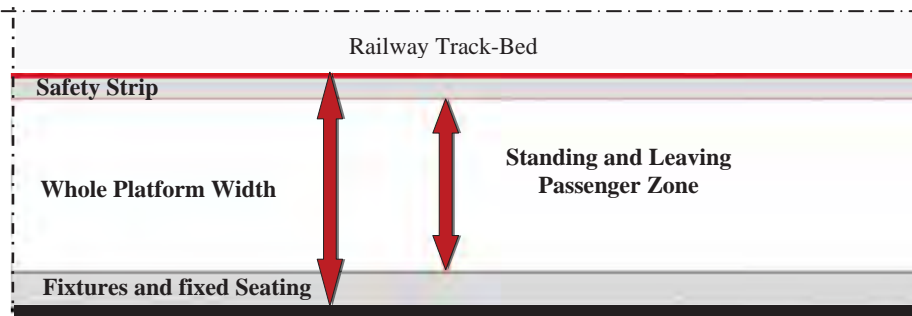 Railway Track-Bed
Safety Strip
Whole Platform Width
Standing and Leaving
Passenger Zone
Fixtures and fixed Seating